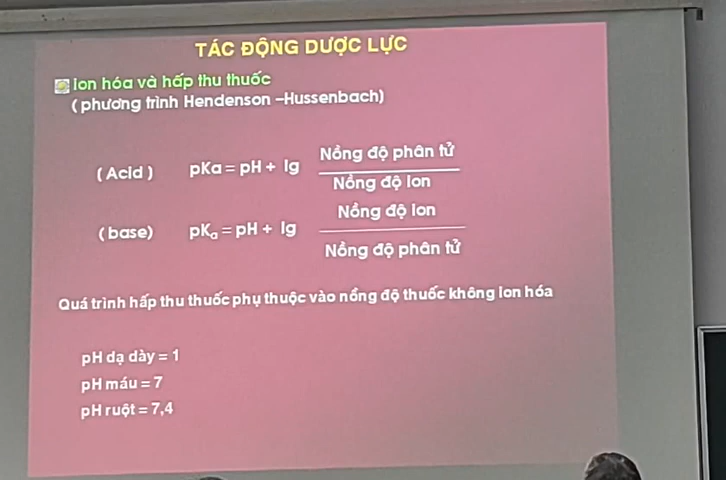 TÁC ĐỘNG DƯỢC LỰC
Ion hóa và hấp thu thuốc
( phương trình Hendenson –Hussenbach)
( Acid ) pKa = pH + lg Nồng độ phân tử
Nồng độ Ion
( base) pKa = pH + lg Nồng độ Ion
Nồng độ phân tử
Quá trình hấp thu thuốc phụ thuộc vào nồng độ thuốc không Ion hóa
pH dạ dày = 1
pH máu = 7
pH ruột = 7,4